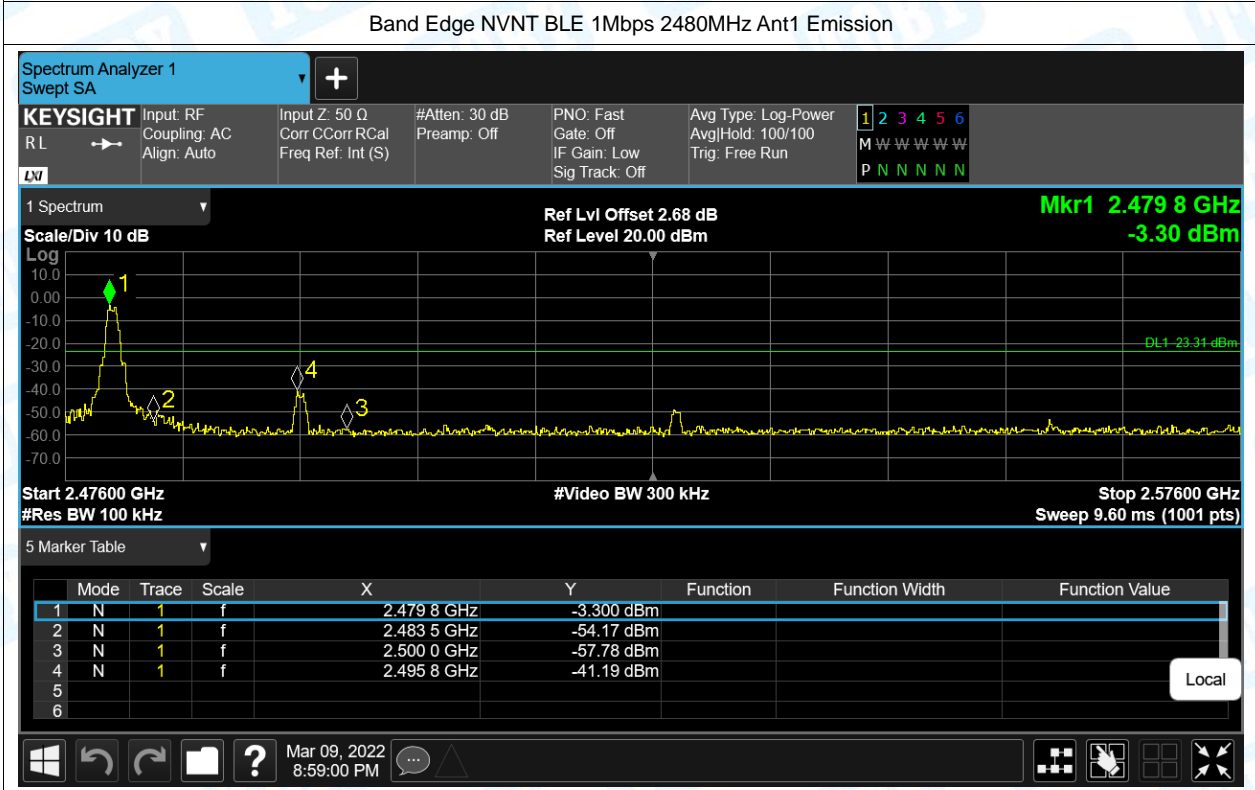 Band Edge NVNT BLE 1Mbps 2480MHz Ant1 Emission
Spectrum Analyzer 1
Swept SA
KEYSIGHT
RL
LXI
Input: RF
Coupling: AC
Align: Auto
Input Z: 50 Ω
Corr CCorr RCal
Freq Ref: Int (S)
#Atten: 30 dB
Preamp: Off
PNO: Fast
Gate: Off
IF Gain: Low
Sig Track: Off
Avg Type: Log-Power
Avg|Hold: 100/100
Trig: Free Run
1 2 3 4 5 6
M W W W W W
P N N N N N
1 Spectrum
Scale/Div 10 dB
Ref Lvl Offset 2.68 dB
Ref Level 20.00 dBm
Mkr1 2.479 8 GHz
-3.30 dBm
Log
10.0
0.00
-10.0
-20.0
-30.0
-40.0
-50.0
-60.0
-70.0
1
2
4
3
DL1 -23.31 dBm
Start 2.47600 GHz
#Res BW 100 kHz
#Video BW 300 kHz
Stop 2.57600 GHz
Sweep 9.60 ms (1001 pts)
5 Marker Table
Mode Trace Scale X Y Function Function Width Function Value
1 N 1 f 2.479 8 GHz -3.300 dBm
2 N 1 f 2.483 5 GHz -54.17 dBm
3 N 1 f 2.500 0 GHz -57.78 dBm
4 N 1 f 2.495 8 GHz -41.19 dBm
5
6
Local
?
Mar 09, 2022
8:59:00 PM